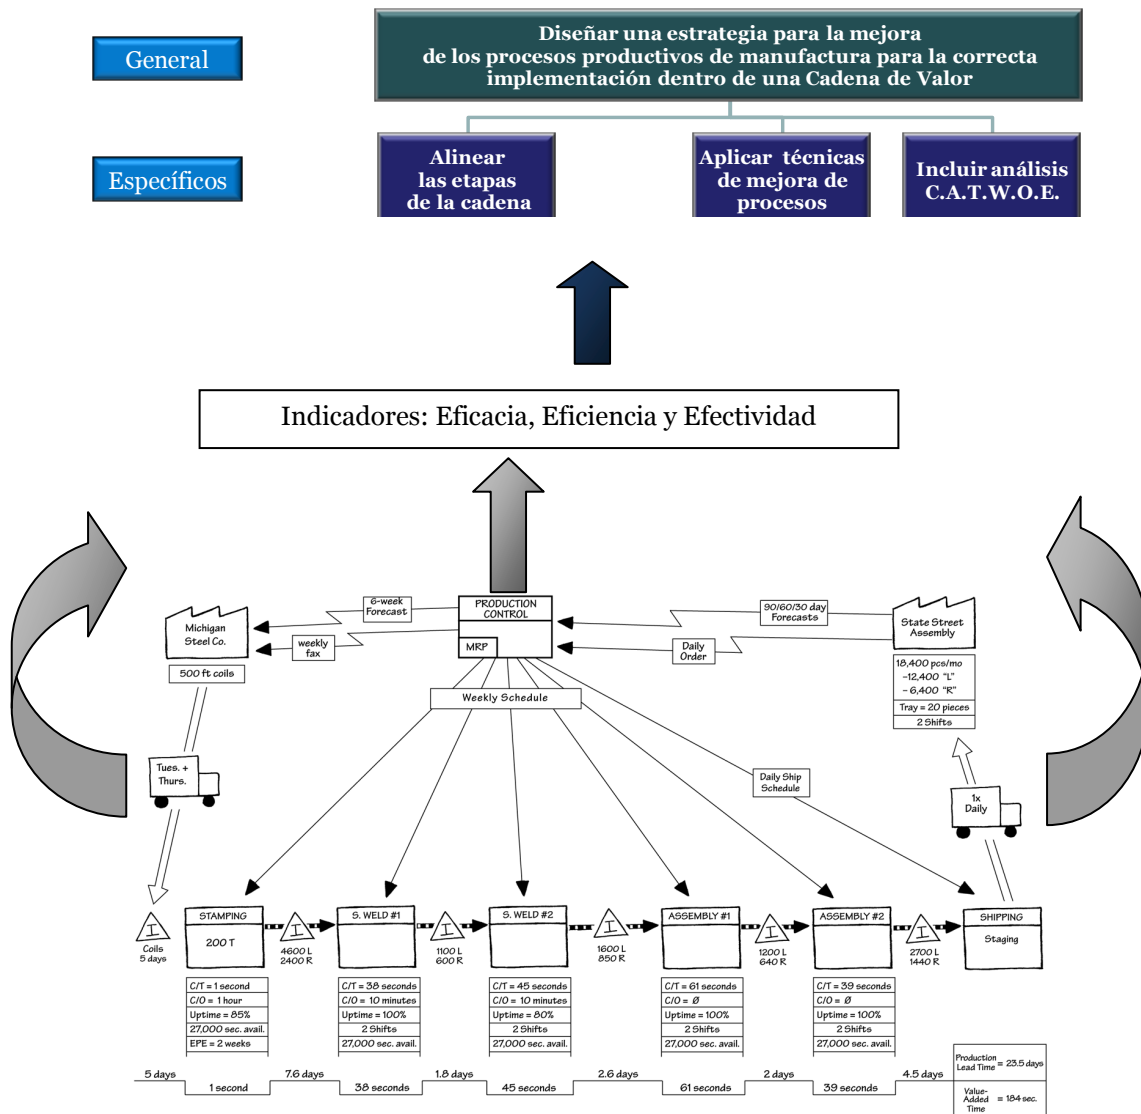 General
Diseñar una estrategia para la mejora
de los procesos productivos de manufactura para la correcta
implementación dentro de una Cadena de Valor
Específicos
Alinear
las etapas
de la cadena
Aplicar técnicas
de mejora de
procesos
Incluir análisis
C.A.T.W.O.E.
Indicadores: Eficacia, Eficiencia y Efectividad
Michigan
Steel Co.
500 ft coils
6-week
Forecast
weekly
fax
PRODUCTION
CONTROL
MRP
90/60/30 day
Forecasts
Daily
Order
State Street
Assembly
18,400 pcs/mo
-12,400 "L"
- 6,400 "R"
Tray = 20 pieces
2 Shifts
Weekly Schedule
Tues. +
Thurs.
Daily Ship
Schedule
1x
Daily
I
Coils
5 days
STAMPING
200 T
I
4600 L
2400 R
S. WELD #1
I
1100 L
600 R
S. WELD #2
I
1600 L
850 R
ASSEMBLY #1
I
1200 L
640 R
ASSEMBLY #2
I
2700 L
1440 R
SHIPPING
Staging
C/T = 1 second
C/O = 1 hour
Uptime = 85%
27,000 sec. avail.
EPE = 2 weeks
C/T = 38 seconds
C/O = 10 minutes
Uptime = 100%
2 Shifts
27,000 sec. avail.
C/T = 45 seconds
C/O = 10 minutes
Uptime = 80%
2 Shifts
27,000 sec. avail.
C/T = 61 seconds
C/O = Ø
Uptime = 100%
2 Shifts
27,000 sec. avail.
C/T = 39 seconds
C/O = Ø
Uptime = 100%
2 Shifts
27,000 sec. avail.
5 days
1 second
7.6 days
38 seconds
1.8 days
45 seconds
2.6 days
61 seconds
2 days
39 seconds
4.5 days
Production
Lead Time = 23.5 days
Value-
Added = 184 sec.
Time